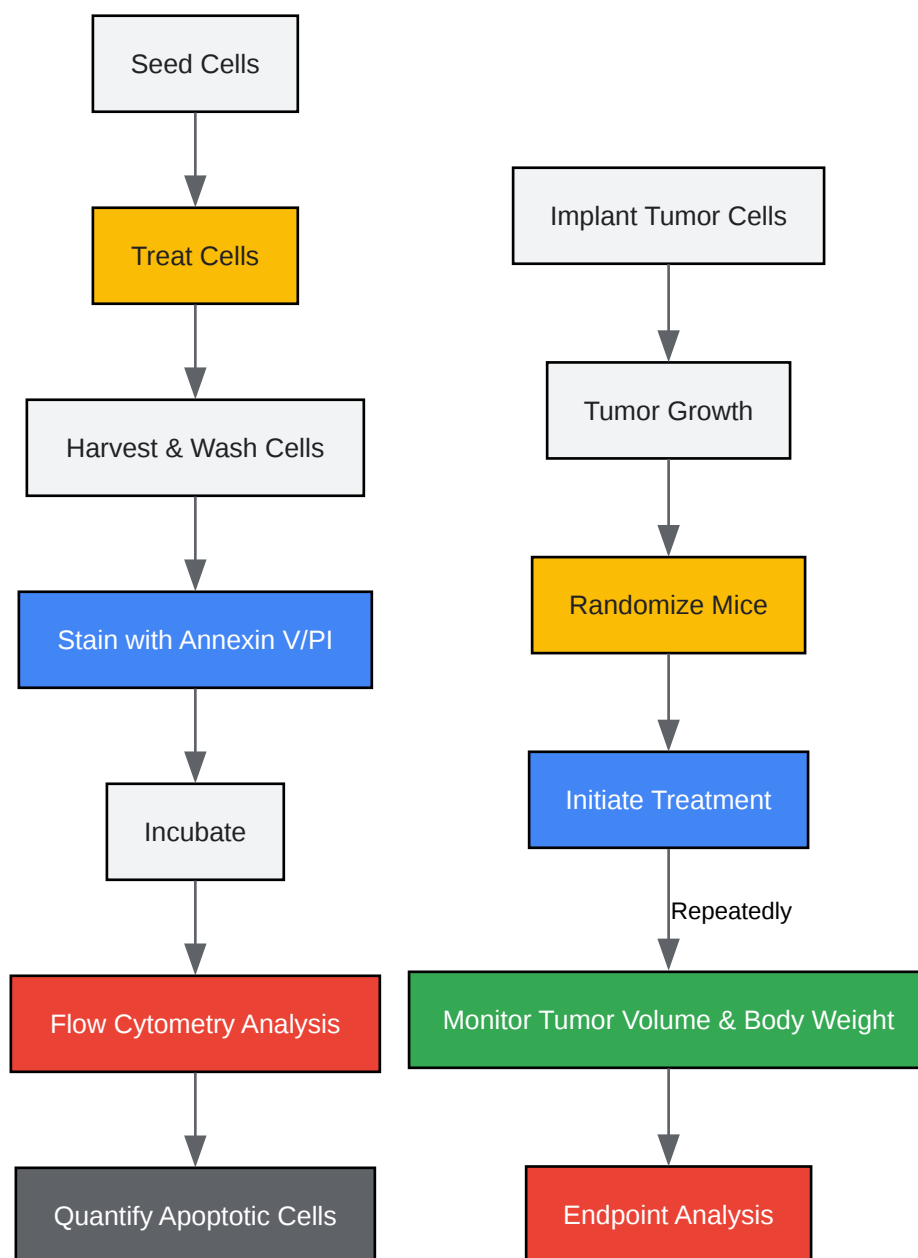 Seed Cells
Treat Cells
Harvest & Wash Cells
Stain with Annexin V/PI
Incubate
Flow Cytometry Analysis
Quantify Apoptotic Cells
Implant Tumor Cells
Tumor Growth
Randomize Mice
Initiate Treatment
Repeatedly
Monitor Tumor Volume & Body Weight
Endpoint Analysis